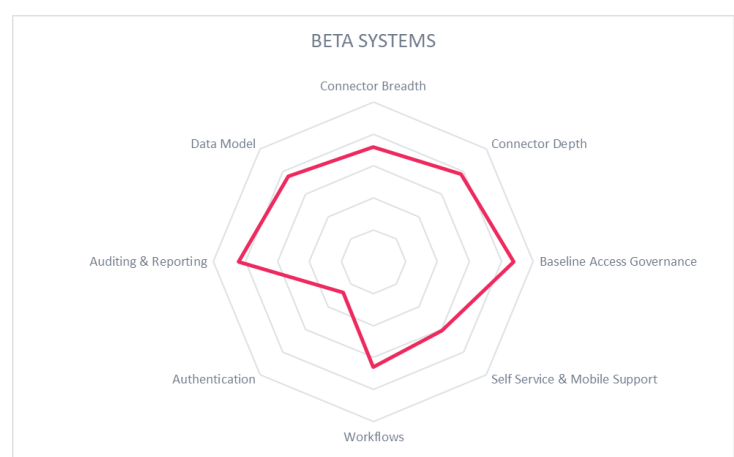 BETA SYSTEMS
Connector Breadth
Data Model
Connector Depth
Auditing & Reporting
Baseline Access Governance
Authentication
Self Service & Mobile Support
Workflows